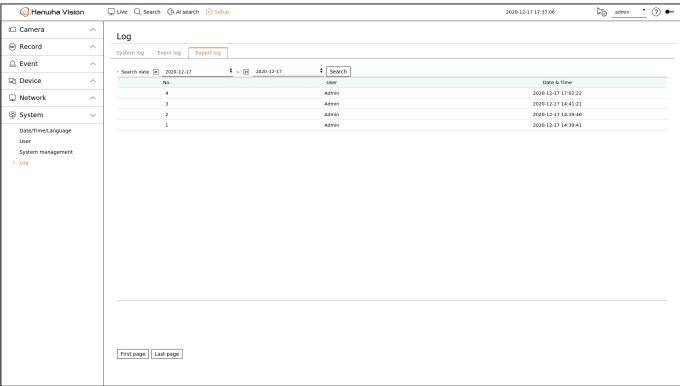 Hanwha Vision
Live Search AI search Setup 2020-12-17 17:37:06 admin ?
Camera
Record
Event
Device
Network
System
Date/Time/Language
User
System management
Log
Log
System log Event log Export log
Search date 2020-12-17 ~ 2020-12-17 Search
No. User Date & Time
4 Admin 2020-12-17 17:02:22
3 Admin 2020-12-17 14:41:21
2 Admin 2020-12-17 14:39:46
1 Admin 2020-12-17 14:39:41
First page Last page